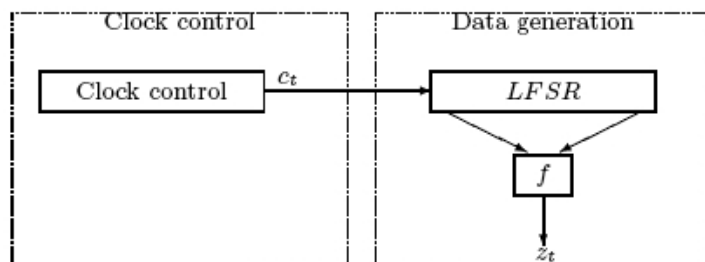 Clock control
Data generation
Clock control
c_t
LFSR
f
z_t